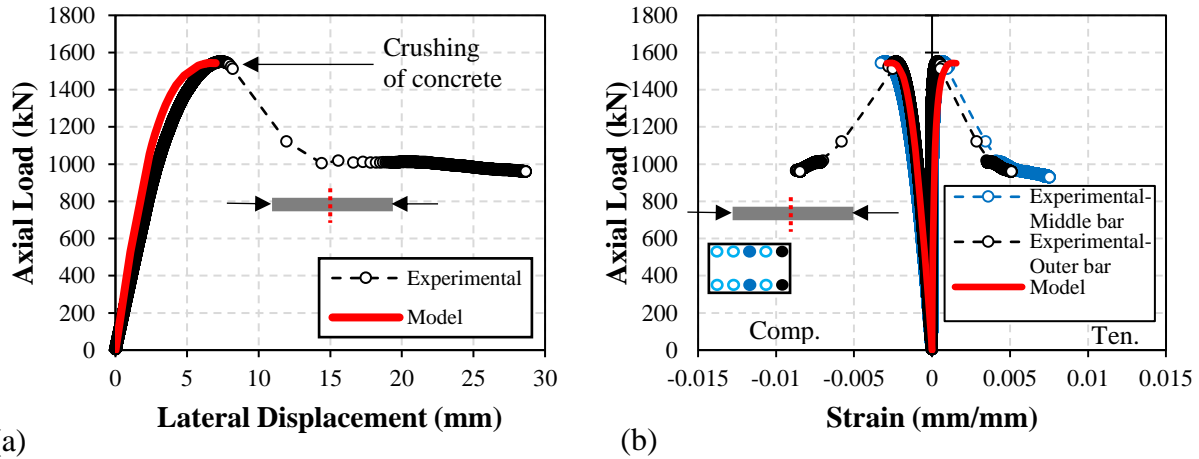 1800
1600
1400
1200
1000
800
600
400
200
0
Axial Load (kN)
Crushing
of concrete
Experimental
Model
0 5 10 15 20 25 30
Lateral Displacement (mm)
a)
1800
1600
1400
1200
1000
800
600
400
200
0
Axial Load (kN)
Experimental-
Middle bar
Experimental-
Outer bar
Model
Comp.
Ten.
-0.015 -0.01 -0.005 0 0.005 0.01 0.015
Strain (mm/mm)
(b)